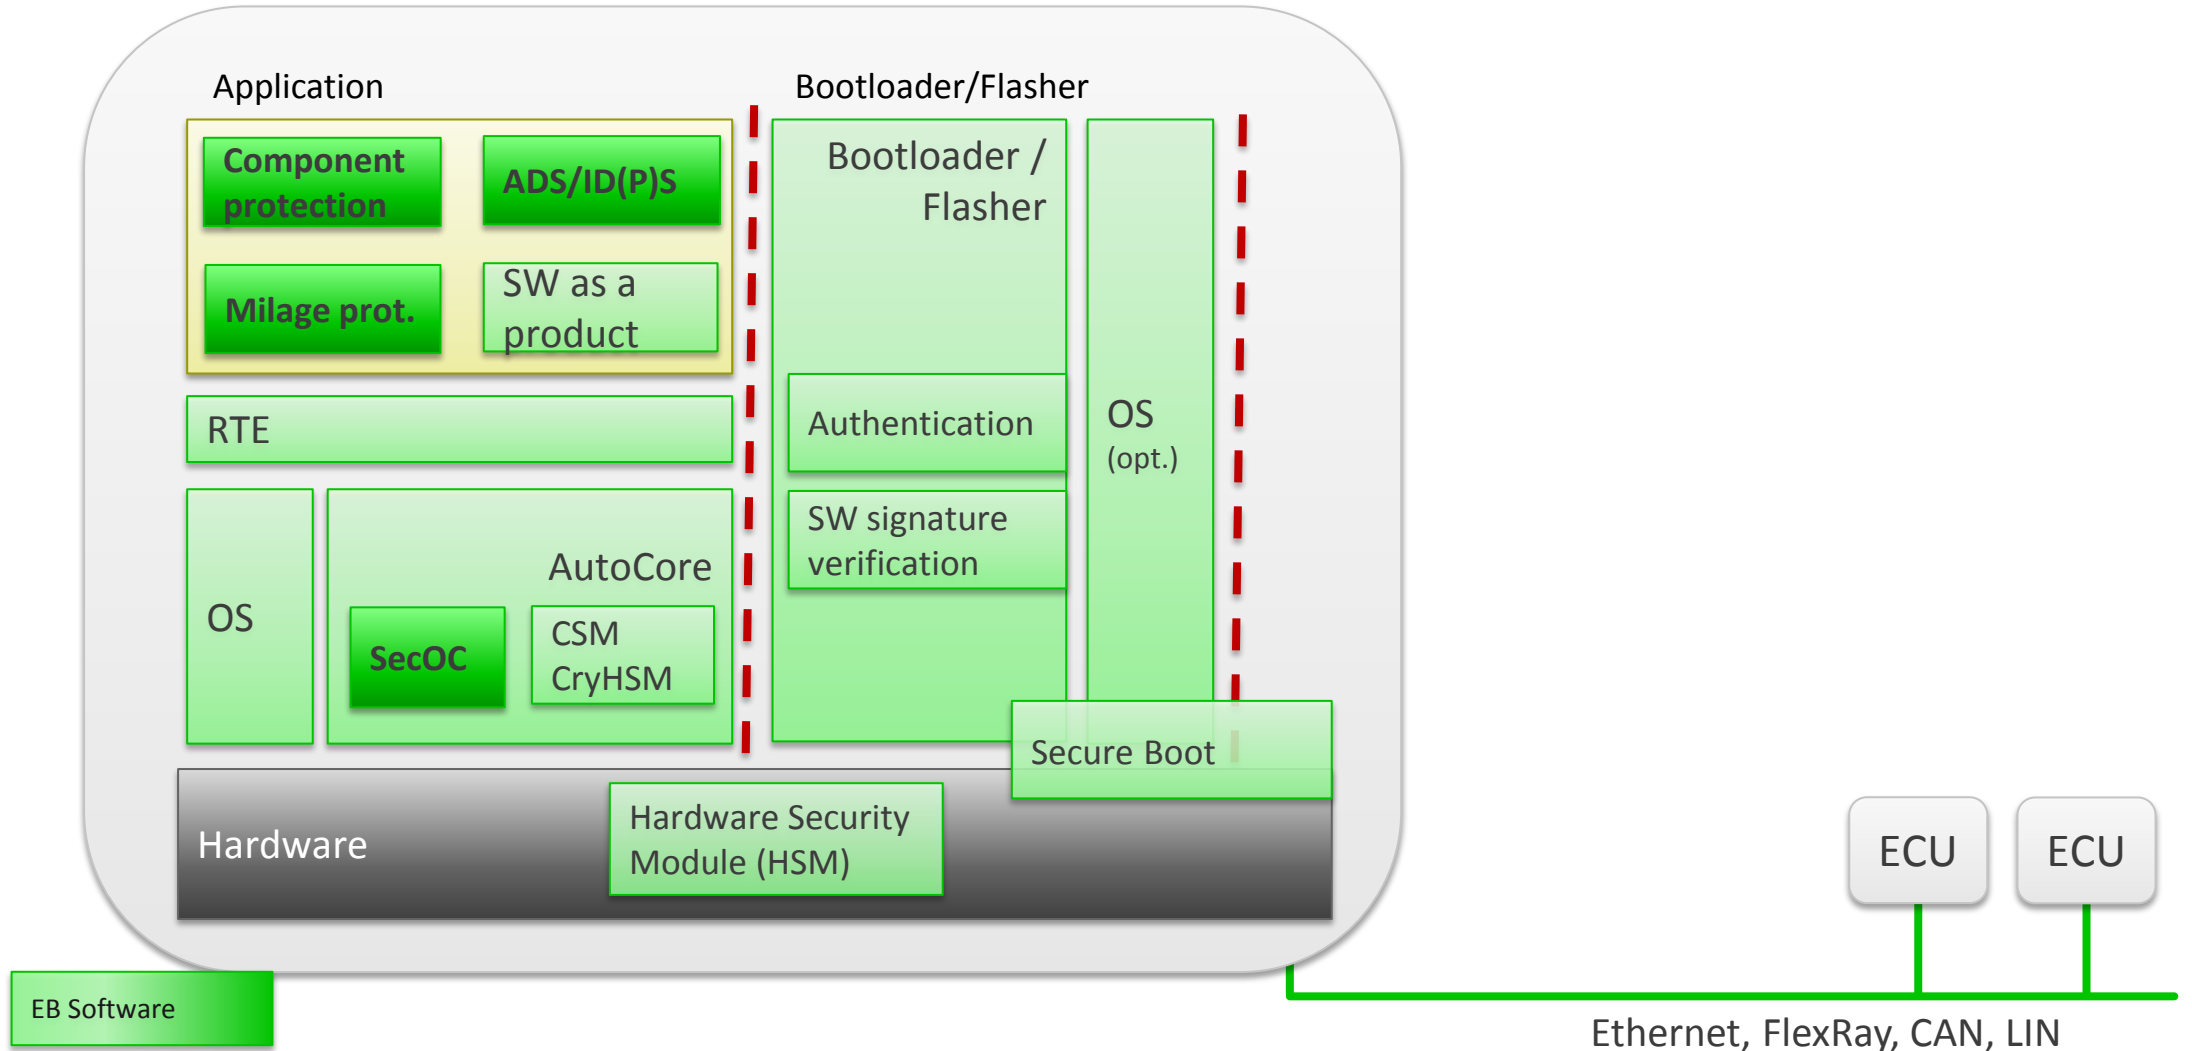 Application
Bootloader/Flasher
Component
protection
ADS/ID(P)S
Milage prot.
SW as a
product
RTE
OS
AutoCore
SecOC
CSM
CryHSM
Bootloader /
Flasher
Authentication
SW signature
verification
OS
(opt.)
Secure Boot
Hardware
Hardware Security
Module (HSM)
ECU
ECU
EB Software
Ethernet, FlexRay, CAN, LIN